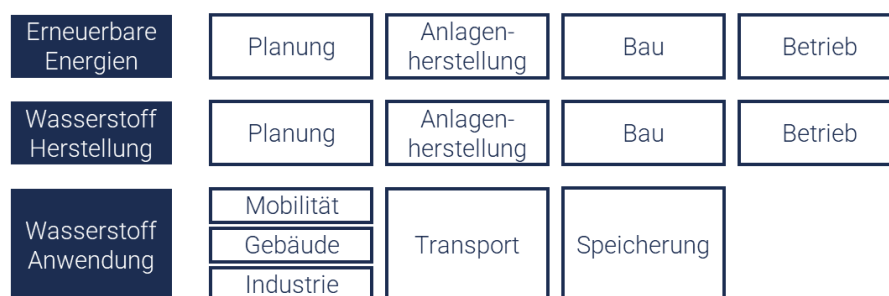 Erneuerbare
Energien
Planung
Anlagen-
herstellung
Bau
Betrieb
Wasserstoff
Herstellung
Planung
Anlagen-
herstellung
Bau
Betrieb
Wasserstoff
Anwendung
Mobilität
Gebäude
Industrie
Transport
Speicherung